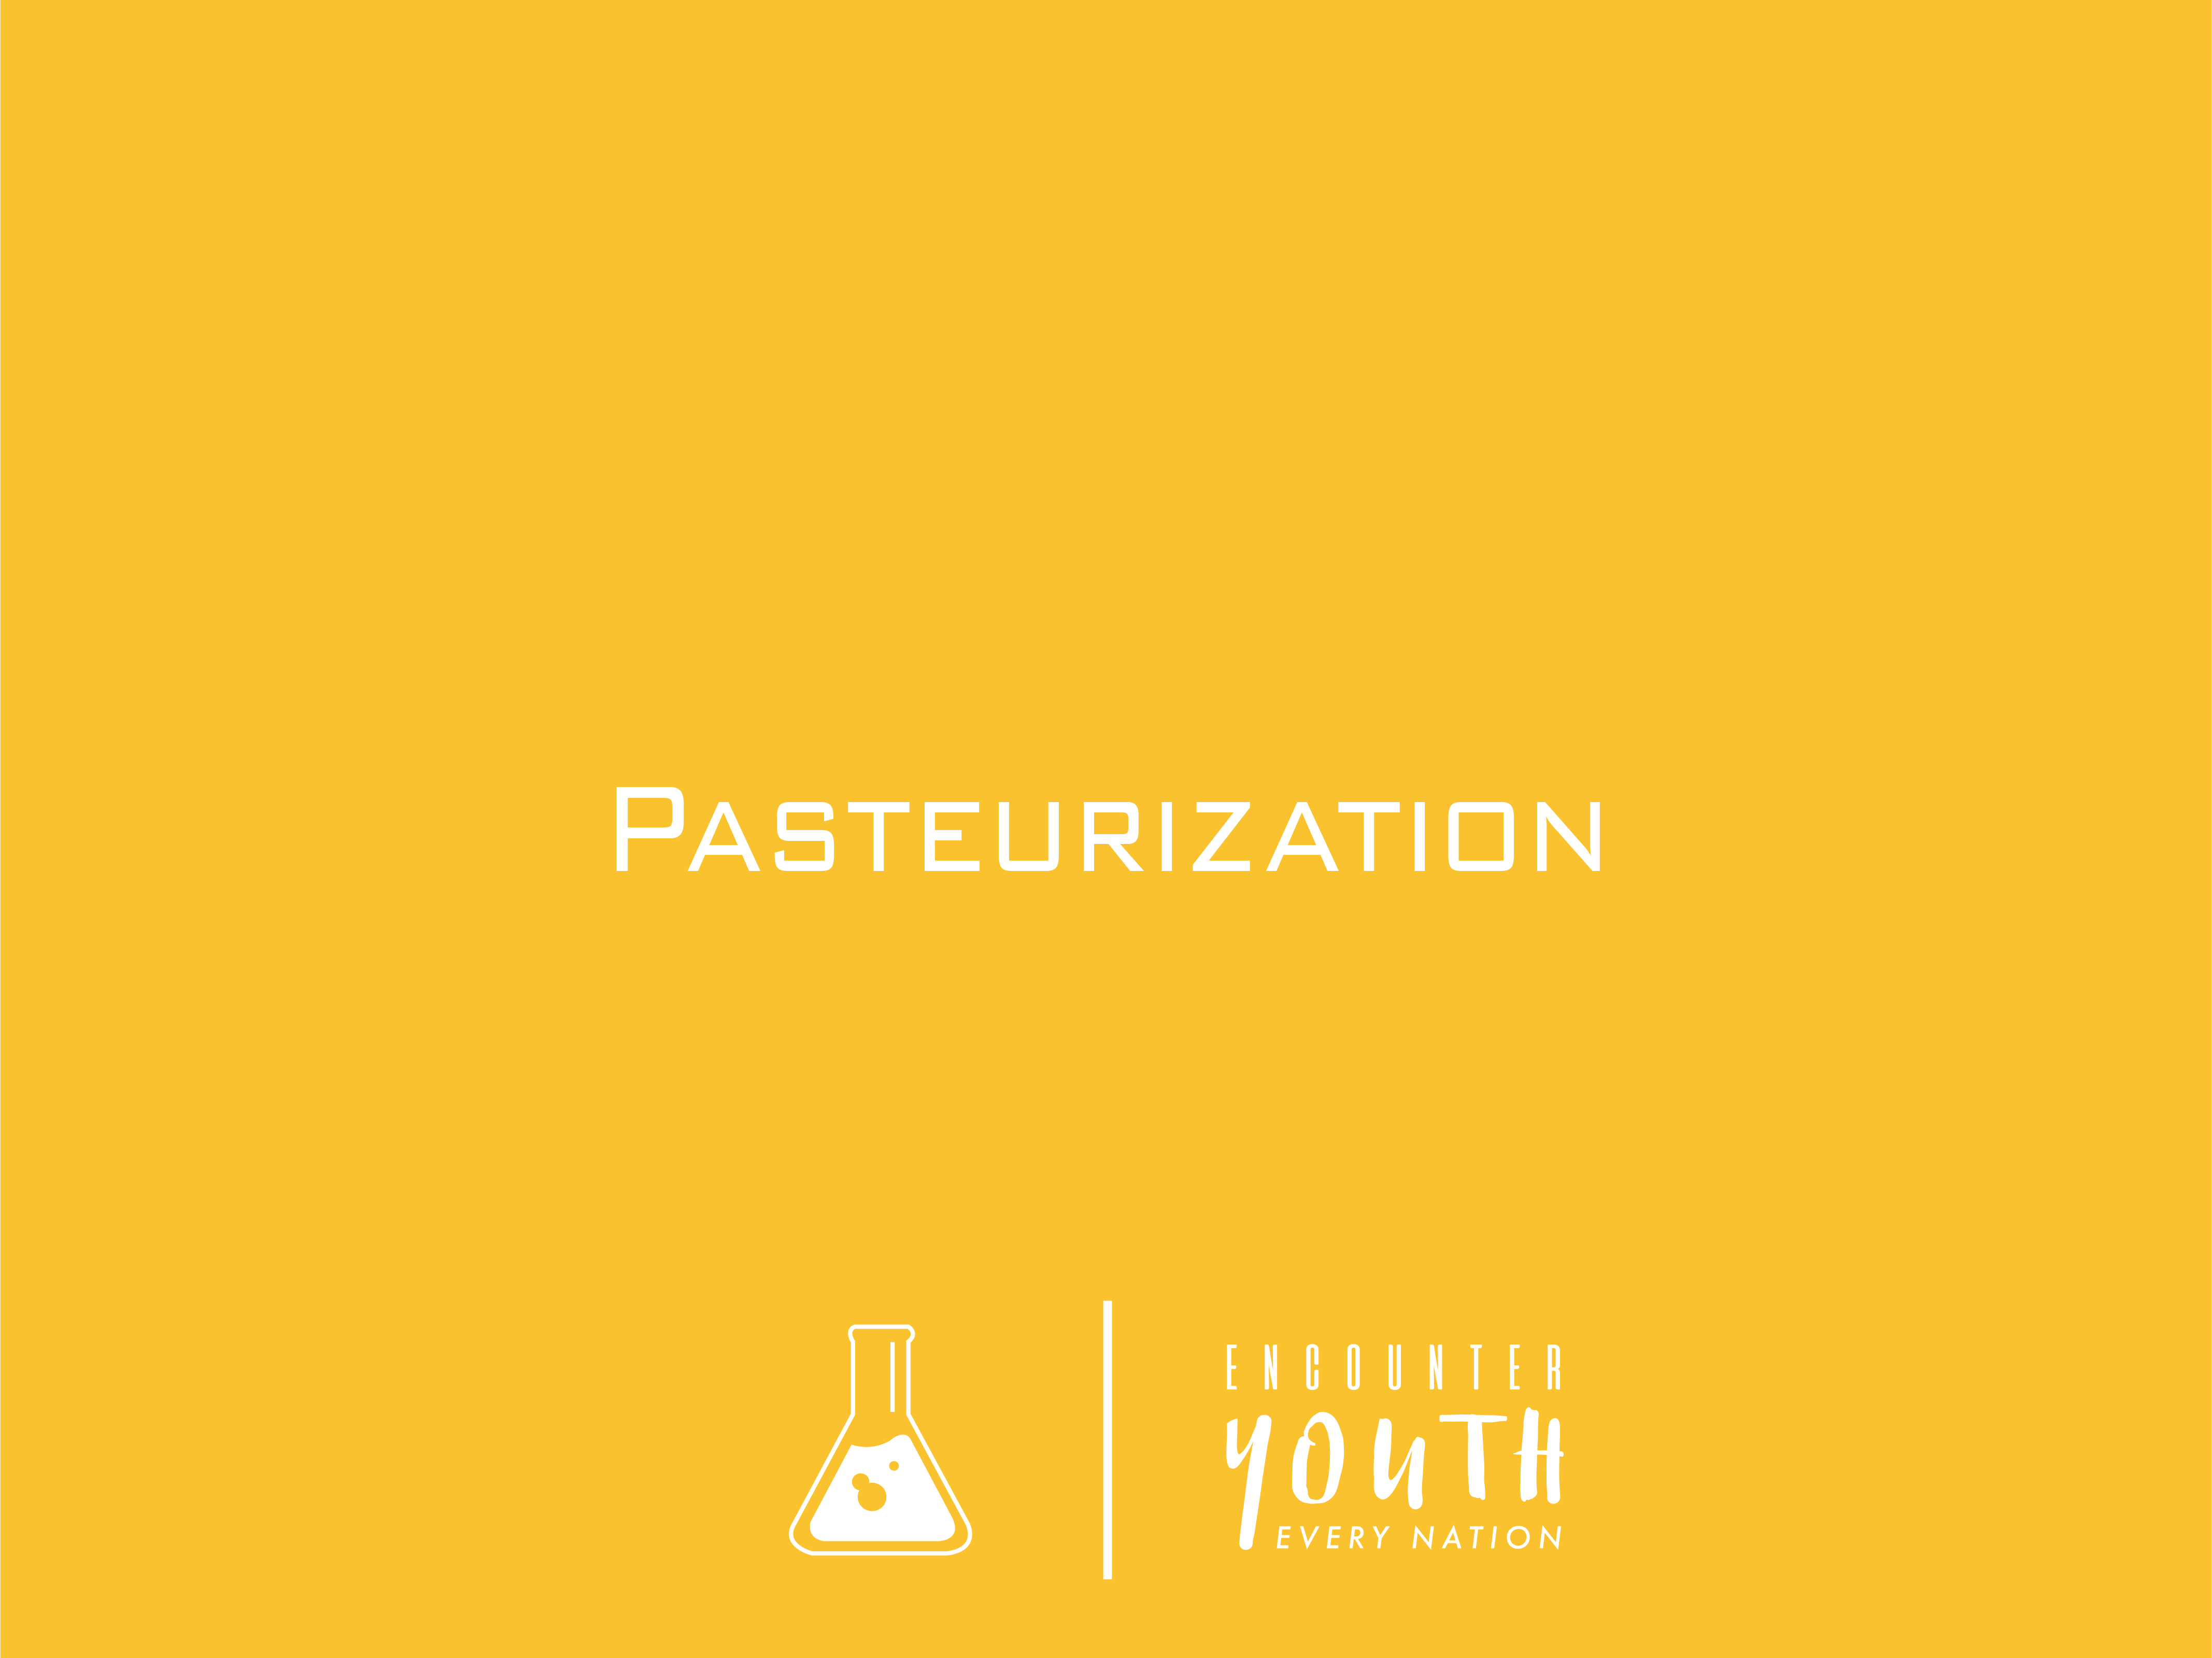 Pasteurization
ENCOUNTER
youTH
EVERY NATION